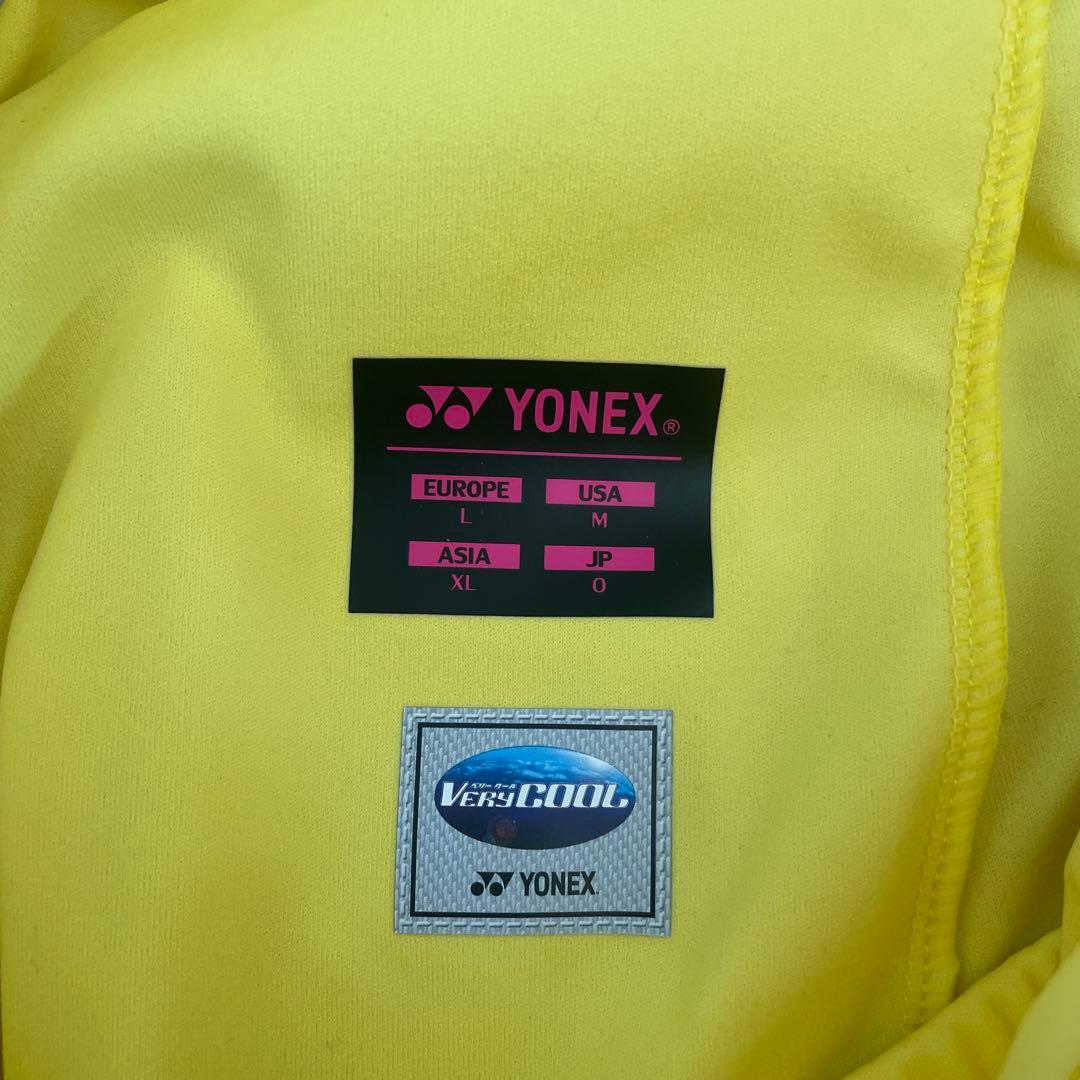 YONEX®
EUROPE USA
L M
ASIA JP
XL O
ベリークール
VERYCOOL
YONEX